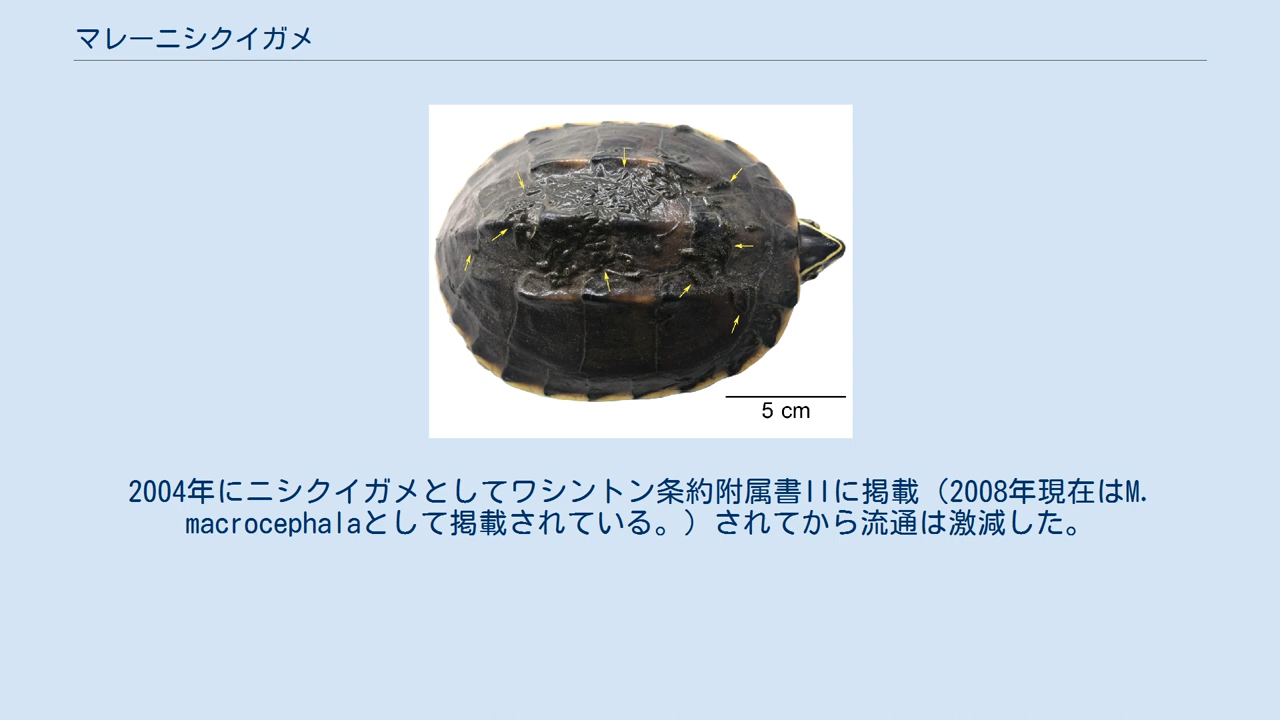 マレーニシクイガメ
5 cm
2004年にニシクイガメとしてワシントン条約附属書IIに掲載（2008年現在はM.
macrocephalaとして掲載されている。）されてから流通は激減した。